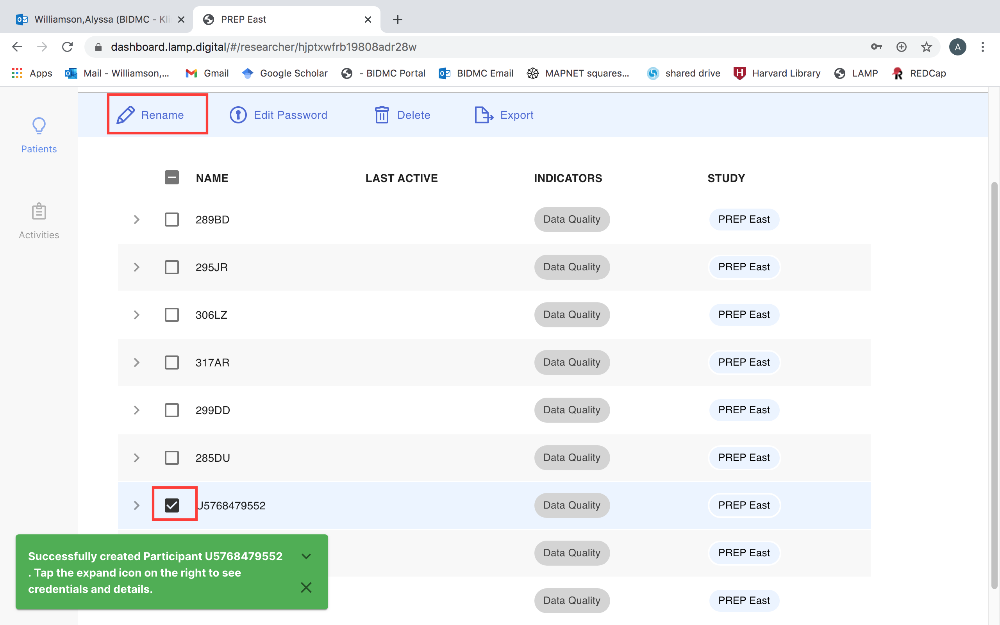 Williamson,Alyssa (BIDMC - Kli
PREP East
dashboard.lamp.digital/#/researcher/hjptxwfrb19808adr28w
A
Apps
Mail - Williamson,...
Gmail
Google Scholar
- BIDMC Portal
BIDMC Email
MAPNET squares...
shared drive
Harvard Library
LAMP
REDCap
Rename
Edit Password
Delete
Export
Patients
Activities
NAME LAST ACTIVE INDICATORS STUDY
289BD Data Quality PREP East
295JR Data Quality PREP East
306LZ Data Quality PREP East
317AR Data Quality PREP East
299DD Data Quality PREP East
285DU Data Quality PREP East
U5768479552 Data Quality PREP East
Data Quality PREP East
Data Quality PREP East
Successfully created Participant U5768479552
. Tap the expand icon on the right to see
credentials and details.